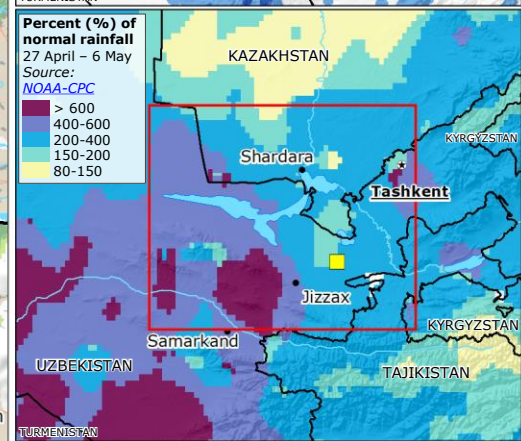 Percent (%) of
normal rainfall
27 April – 6 May
Source:
NOAA-CPC
> 600
400-600
200-400
150-200
80-150
KAZAKHSTAN
KYRGYZSTAN
Shardara
Tashkent
Jizzax
Samarkand
KYRGYZSTAN
UZBEKISTAN
TAJIKISTAN
TURMENISTAN